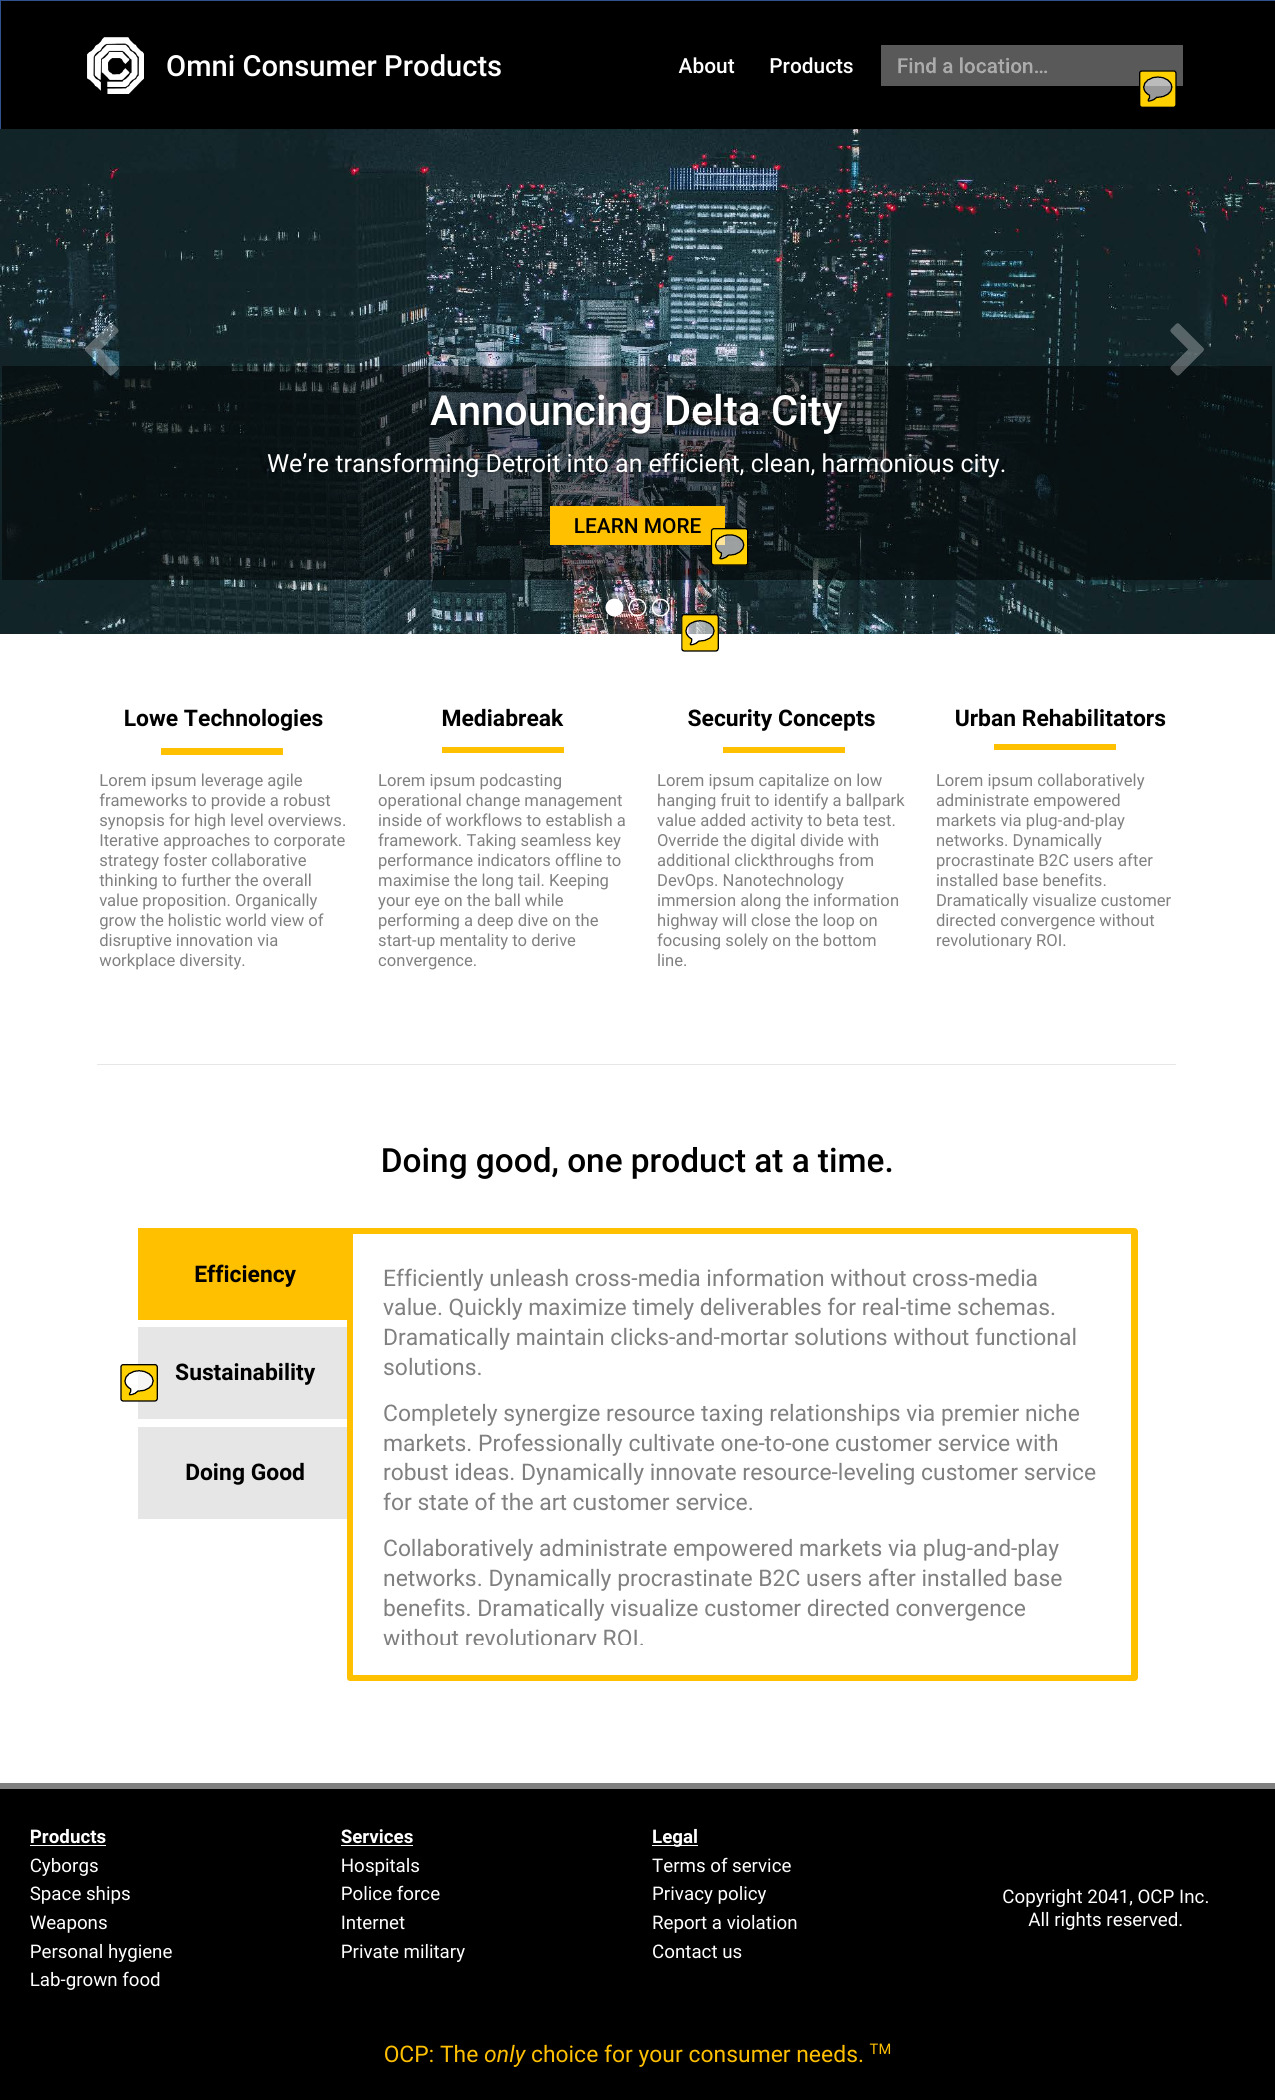 Omni Consumer Products
About
Products
Find a location...
Announcing Delta City
We're transforming Detroit into an efficient, clean, harmonious city.
LEARN MORE
Lowe Technologies
Lorem ipsum leverage agile
frameworks to provide a robust
synopsis for high level overviews.
Iterative approaches to corporate
strategy foster collaborative
thinking to further the overall
value proposition. Organically
grow the holistic world view of
disruptive innovation via
workplace diversity.
Mediabreak
Lorem ipsum podcasting
operational change management
inside of workflows to establish a
framework. Taking seamless key
performance indicators offline to
maximise the long tail. Keeping
your eye on the ball while
performing a deep dive on the
start-up mentality to derive
convergence.
Security Concepts
Lorem ipsum capitalize on low
hanging fruit to identify a ballpark
value added activity to beta test.
Override the digital divide with
additional clickthroughs from
DevOps. Nanotechnology
immersion along the information
highway will close the loop on
focusing solely on the bottom
line.
Urban Rehabilitators
Lorem ipsum collaboratively
administrate empowered
markets via plug-and-play
networks. Dynamically
procrastinate B2C users after
installed base benefits.
Dramatically visualize customer
directed convergence without
revolutionary ROI.
Doing good, one product at a time.
Efficiency
Sustainability
Doing Good
Efficiently unleash cross-media information without cross-media
value. Quickly maximize timely deliverables for real-time schemas.
Dramatically maintain clicks-and-mortar solutions without functional
solutions.
Completely synergize resource taxing relationships via premier niche
markets. Professionally cultivate one-to-one customer service with
robust ideas. Dynamically innovate resource-leveling customer service
for state of the art customer service.
Collaboratively administrate empowered markets via plug-and-play
networks. Dynamically procrastinate B2C users after installed base
benefits. Dramatically visualize customer directed convergence
without revolutionary ROI.
Products
Cyborgs
Space ships
Weapons
Personal hygiene
Lab-grown food
Services
Hospitals
Police force
Internet
Private military
Legal
Terms of service
Privacy policy
Report a violation
Contact us
Copyright 2041, OCP Inc.
All rights reserved.
OCP: The only choice for your consumer needs. TM